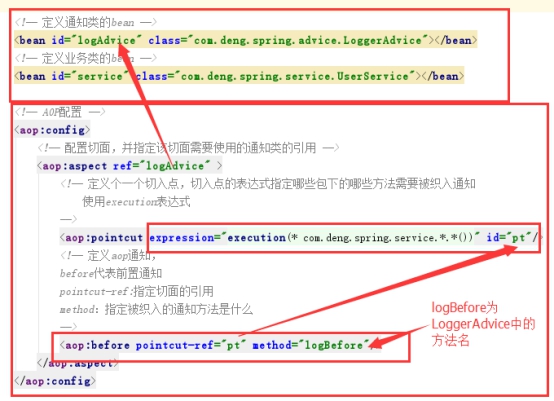 <!-- 定义通知类的bean -->
<bean id="logAdvice" class="com.deng.spring.advice.LoggerAdvice"></bean>
<!-- 定义业务类的bean -->
<bean id="service" class="com.deng.spring.service.UserService"></bean>
<!-- AOP配置 -->
<aop:config>
<!-- 配置切面，并指定该切面需要使用的通知类的引用 -->
<aop:aspect ref="logAdvice" >
<!-- 定义个一个切入点，切入点的表达式指定哪些包下的哪些方法需要被织入通知
使用execution表达式
-->
<aop:pointcut expression="execution(* com.deng.spring.service.*.*())" id="pt"/>
<!-- 定义aop通知，
before代表前置通知
pointcut-ref:指定切面的引用
method: 指定被织入的通知方法是什么
-->
<aop:before pointcut-ref="pt" method="logBefore"/>
</aop:aspect>
</aop:config>
logBefore为
LoggerAdvice中的
方法名